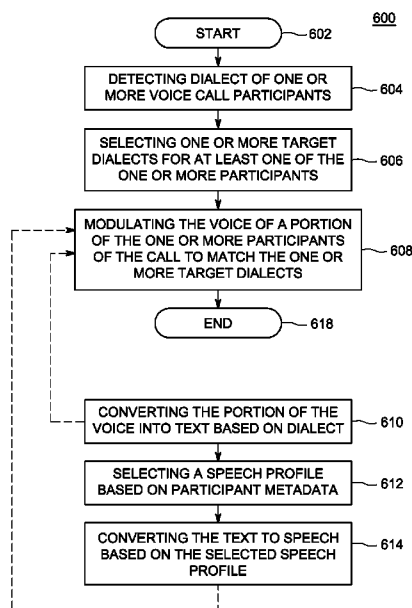 600
START
602
DETECTING DIALECT OF ONE OR
MORE VOICE CALL PARTICIPANTS
604
SELECTING ONE OR MORE TARGET
DIALECTS FOR AT LEAST ONE OF THE
ONE OR MORE PARTICIPANTS
606
MODULATING THE VOICE OF A PORTION
OF THE ONE OR MORE PARTICIPANTS
OF THE CALL TO MATCH THE ONE OR
MORE TARGET DIALECTS
608
END
618
CONVERTING THE PORTION OF THE
VOICE INTO TEXT BASED ON DIALECT
610
SELECTING A SPEECH PROFILE
BASED ON PARTICIPANT METADATA
612
CONVERTING THE TEXT TO SPEECH
BASED ON THE SELECTED SPEECH
PROFILE
614